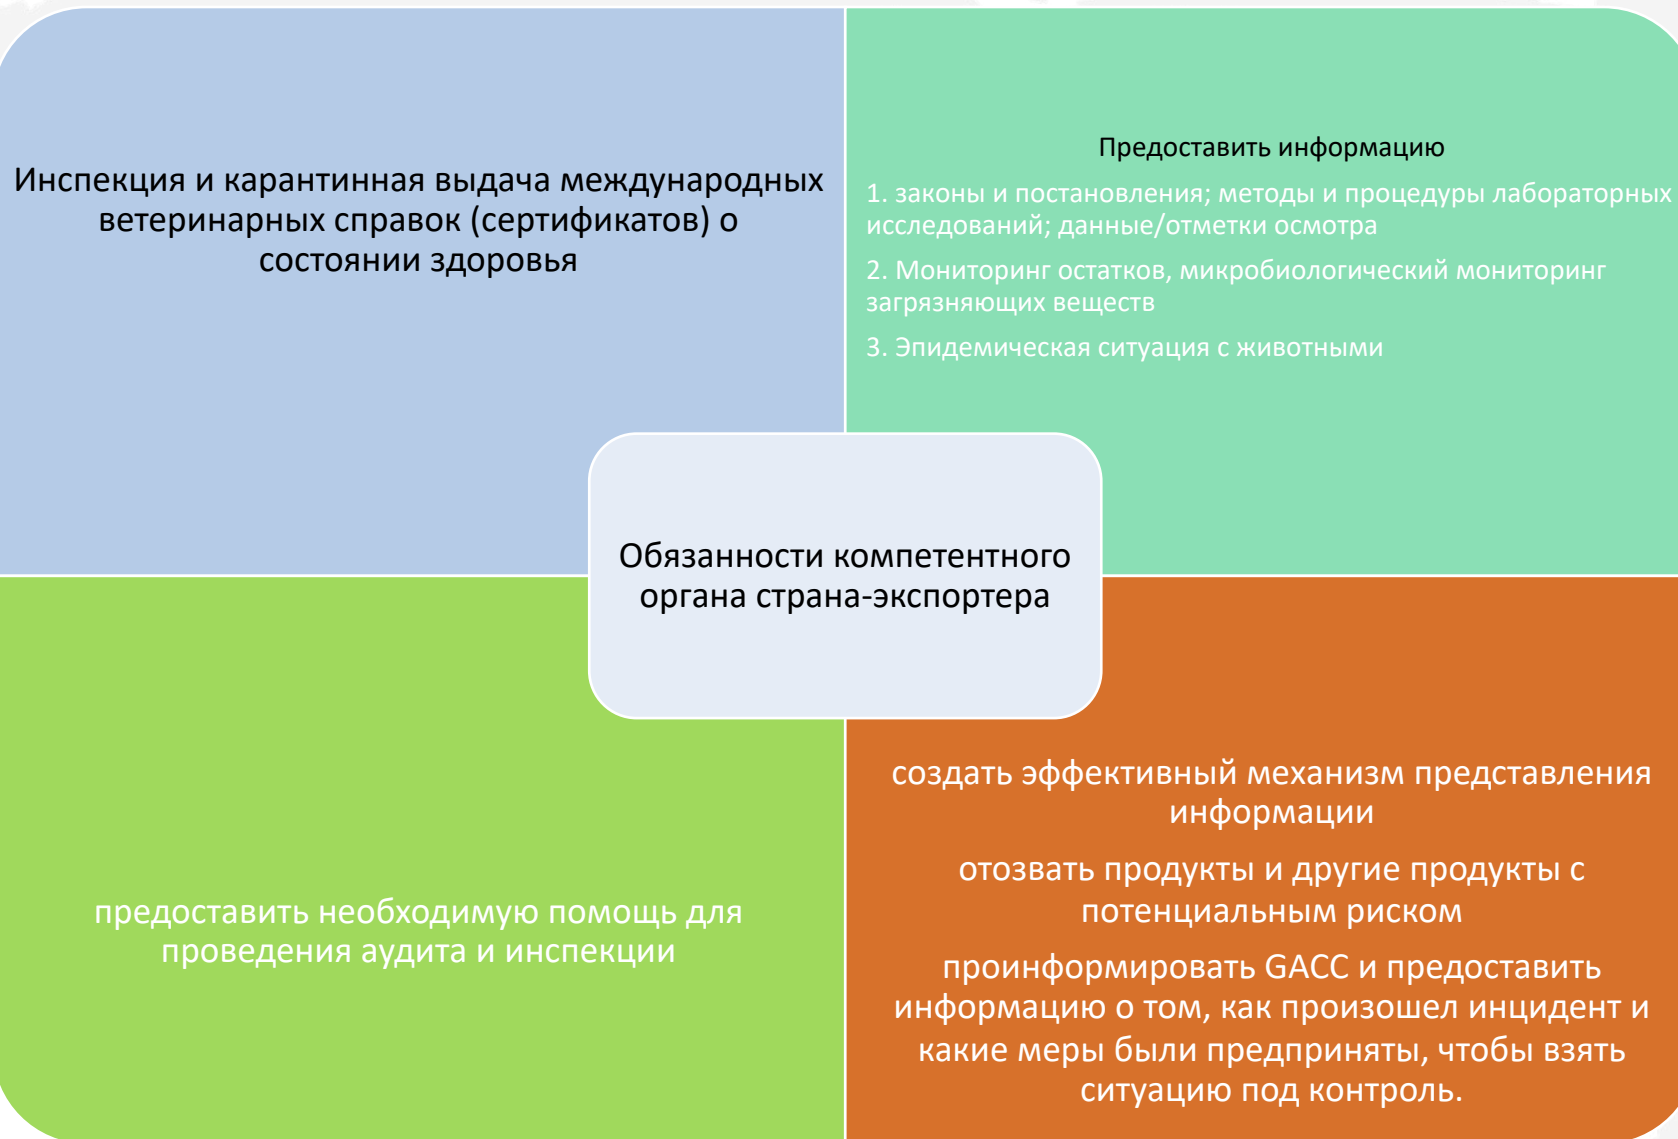 Инспекция и карантинная выдача международных
ветеринарных справок (сертификатов) о
состоянии здоровья
Предоставить информацию
1. законы и постановления; методы и процедуры лабораторных
исследований; данные/отметки осмотра
2. Мониторинг остатков, микробиологический мониторинг
загрязняющих веществ
3. Эпидемическая ситуация с животными
Обязанности компетентного
органа страна-экспортера
предоставить необходимую помощь для
проведения аудита и инспекции
создать эффективный механизм представления
информации
отозвать продукты и другие продукты с
потенциальным риском
проинформировать GACC и предоставить
информацию о том, как произошел инцидент и
какие меры были предприняты, чтобы взять
ситуацию под контроль.